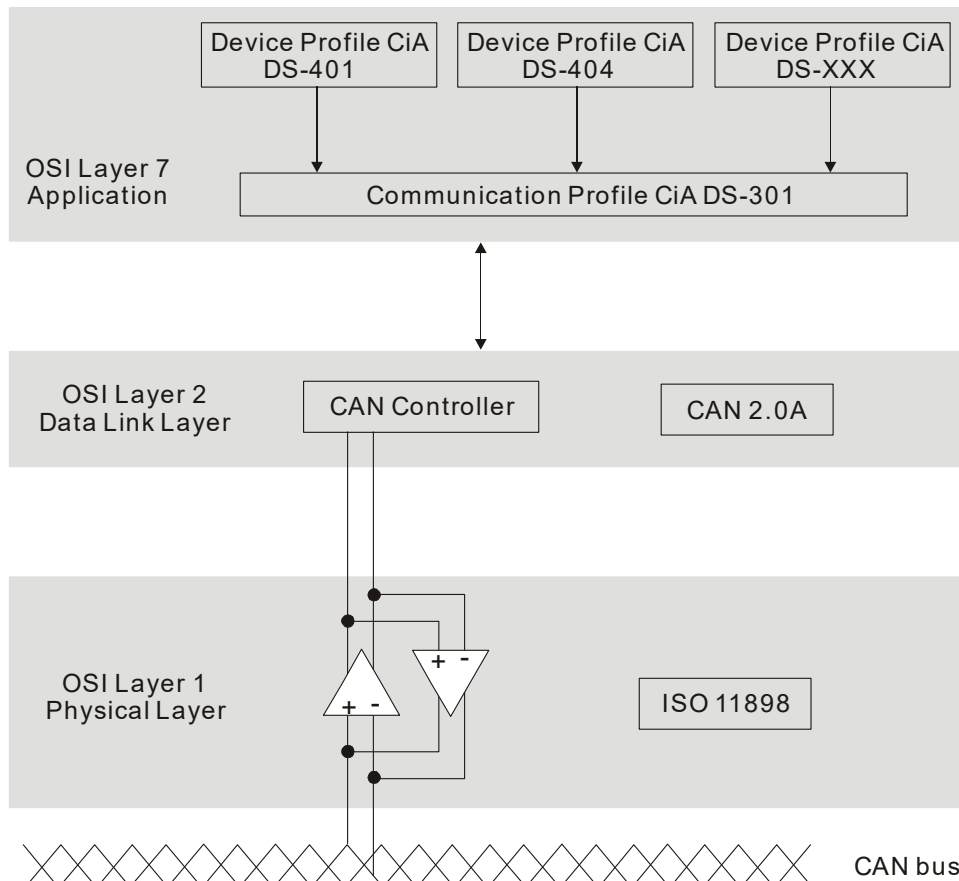 Device Profile CiA
DS-401
Device Profile CiA
DS-404
Device Profile CiA
DS-XXX
OSI Layer 7
Application
Communication Profile CiA DS-301
OSI Layer 2
Data Link Layer
CAN Controller
CAN 2.0A
+ -
OSI Layer 1
Physical Layer
+ -
ISO 11898
CAN bus